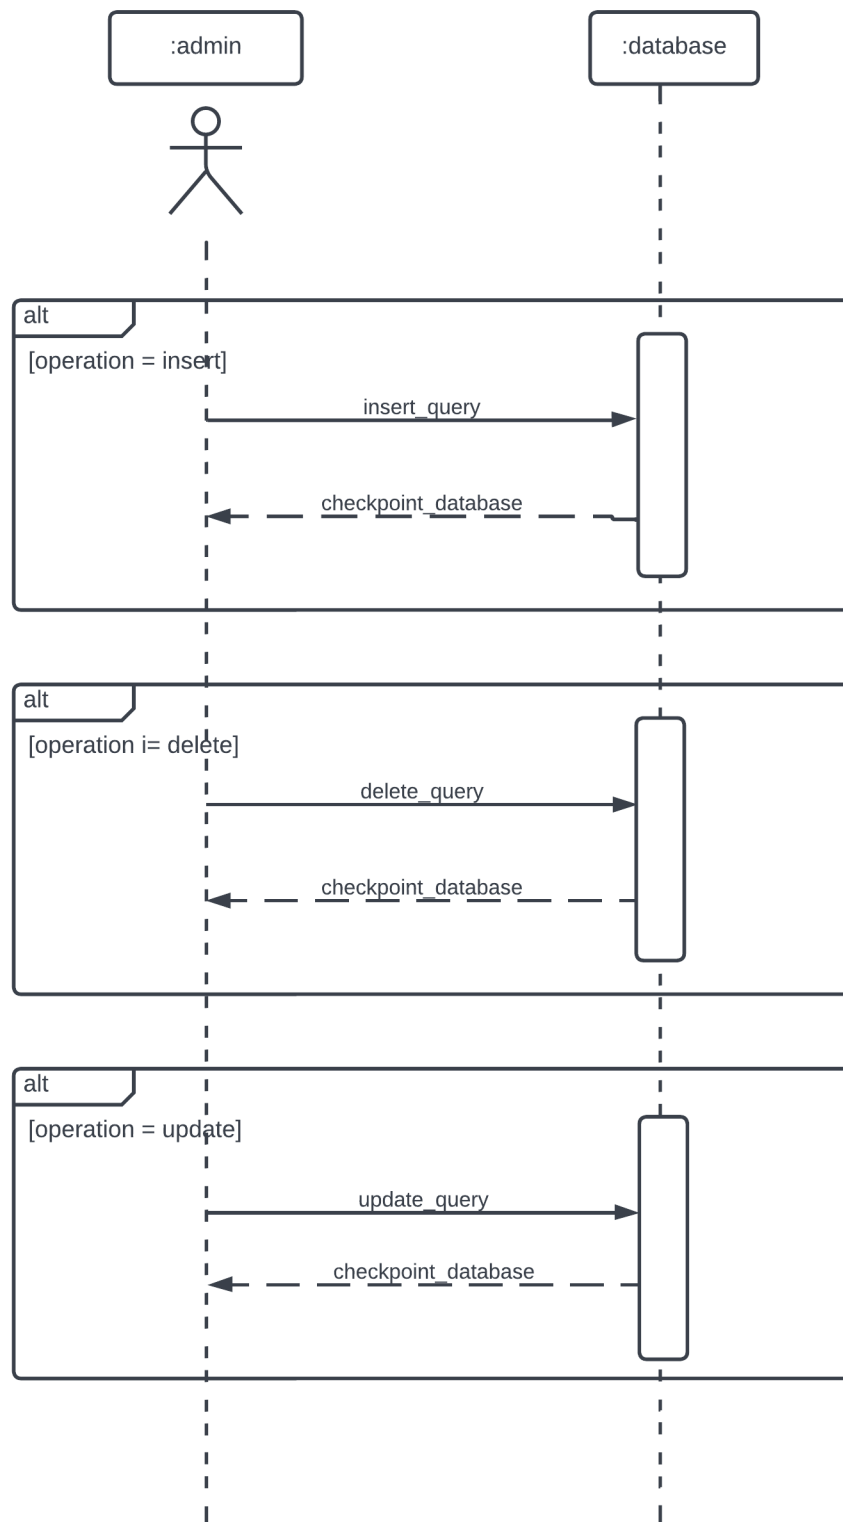 :admin
:database
alt
[operation = insert]
insert_query
checkpoint_database
alt
[operation i= delete]
delete_query
checkpoint_database
alt
[operation = update]
update_query
checkpoint_database